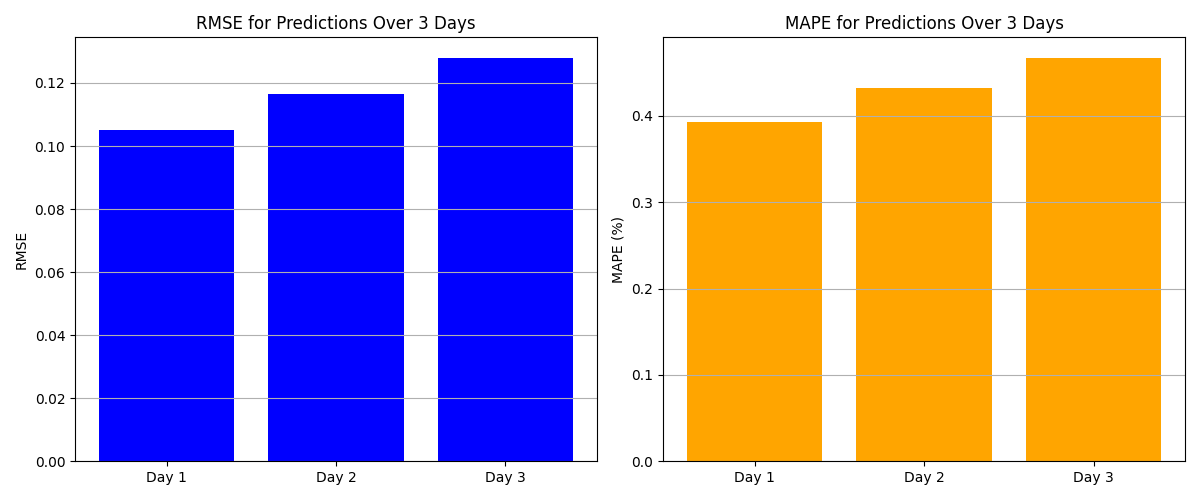 RMSE for Predictions Over 3 Days
RMSE
0.12
0.10
0.08
0.06
0.04
0.02
0.00
Day 1
Day 2
Day 3
MAPE for Predictions Over 3 Days
MAPE (%)
0.4
0.3
0.2
0.1
0.0
Day 1
Day 2
Day 3